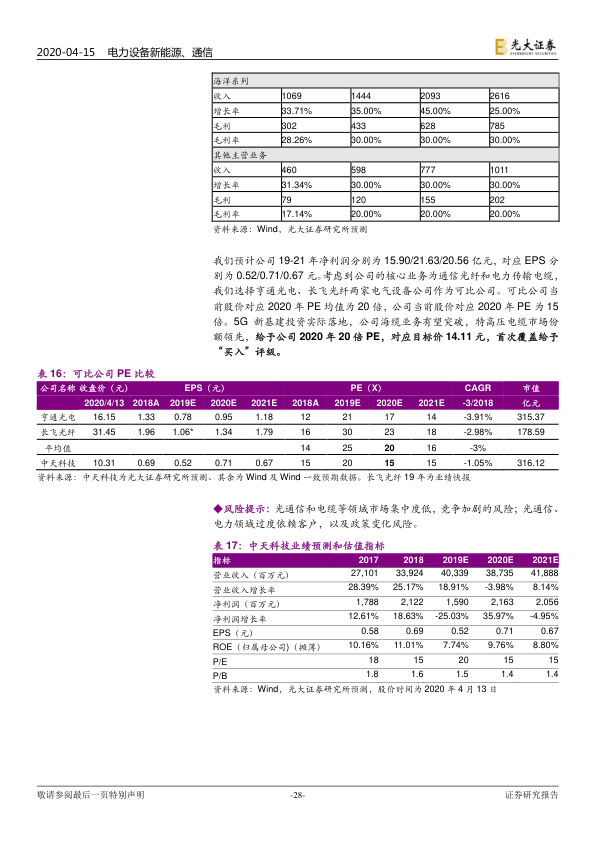 2020-04-15 电力设备新能源、通信
光大证券
EVERBRIGHT SECURITIES
海洋系列
收入 1069 1444 2093 2616
增长率 33.71% 35.00% 45.00% 25.00%
毛利 302 433 628 785
毛利率 28.26% 30.00% 30.00% 30.00%
其他主营业务
收入 460 598 777 1011
增长率 31.34% 30.00% 30.00% 30.00%
毛利 79 120 155 202
毛利率 17.14% 20.00% 20.00% 20.00%
资料来源：Wind，光大证券研究所预测
我们预计公司 19-21 年净利润分别为 15.90/21.63/20.56 亿元，对应 EPS 分
别为 0.52/0.71/0.67 元。考虑到公司的核心业务为通信光纤和电力传输电缆，
我们选择亨通光电、长飞光纤两家电气设备公司作为可比公司。可比公司当
前股价对应 2020 年 PE 均值为 20 倍，公司当前股价对应 2020 年 PE 为 15
倍。5G 新基建投资实际落地，公司海缆业务有望突破，特高压电缆市场份
额领先，给予公司 2020 年 20 倍 PE，对应目标价 14.11 元，首次覆盖给予
“买入”评级。
表 16：可比公司 PE 比较
公司名称 收盘价（元） EPS（元） PE（X） CAGR 市值
2020/4/13 2018A 2019E 2020E 2021E 2018A 2019E 2020E 2021E -3/2018 亿元
亨通光电 16.15 1.33 0.78 0.95 1.18 12 21 17 14 -3.91% 315.37
长飞光纤 31.45 1.96 1.06* 1.34 1.79 16 30 23 18 -2.98% 178.59
平均值 14 25 20 16 -3%
中天科技 10.31 0.69 0.52 0.71 0.67 15 20 15 15 -1.05% 316.12
资料来源：中天科技为光大证券研究所预测、其余为 Wind 及 Wind 一致预期数据。长飞光纤 19 年为业绩快报
◆风险提示：光通信和电缆等领域市场集中度低，竞争加剧的风险；光通信、
电力领域过度依赖客户，以及政策变化风险。
表 17：中天科技业绩预测和估值指标
指标 2017 2018 2019E 2020E 2021E
营业收入（百万元） 27,101 33,924 40,339 38,735 41,888
营业收入增长率 28.39% 25.17% 18.91% -3.98% 8.14%
净利润（百万元） 1,788 2,122 1,590 2,163 2,056
净利润增长率 12.61% 18.63% -25.03% 35.97% -4.95%
EPS（元） 0.58 0.69 0.52 0.71 0.67
ROE（归属母公司）（摊薄） 10.16% 11.01% 7.74% 9.76% 8.80%
P/E 18 15 20 15 15
P/B 1.8 1.6 1.5 1.4 1.4
资料来源：Wind，光大证券研究所预测，股价时间为 2020 年 4 月 13 日
敬请参阅最后一页特别声明 -28- 证券研究报告